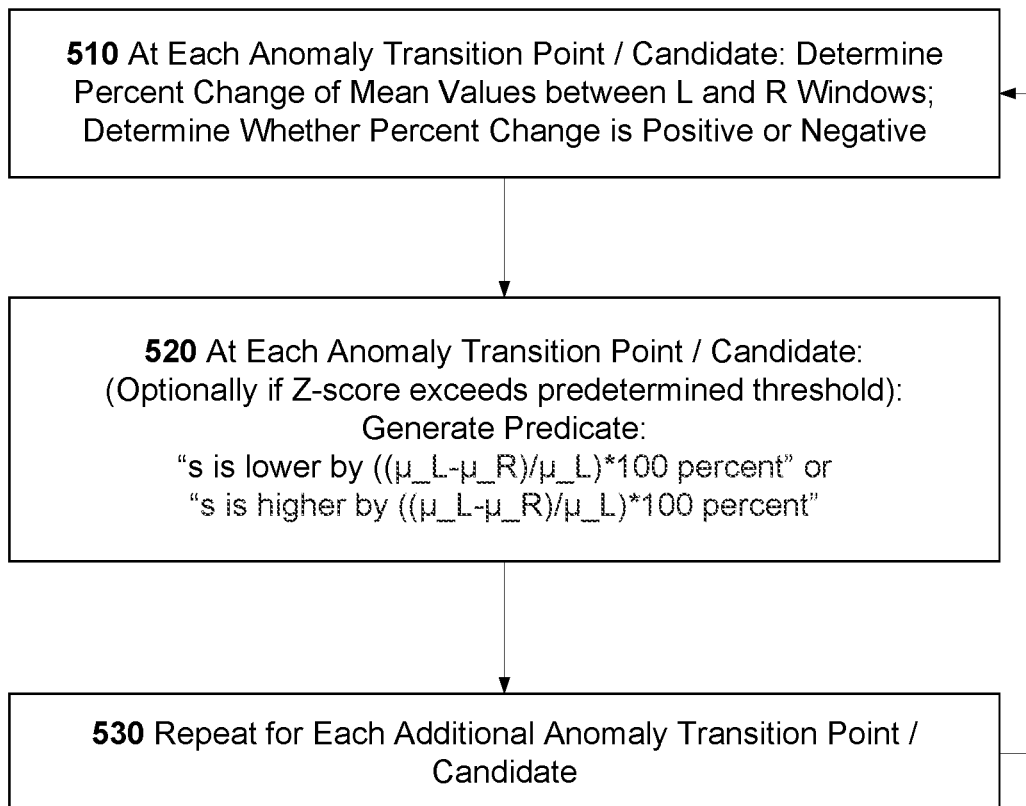 510 At Each Anomaly Transition Point / Candidate: Determine
Percent Change of Mean Values between L and R Windows;
Determine Whether Percent Change is Positive or Negative
520 At Each Anomaly Transition Point / Candidate:
(Optionally if Z-score exceeds predetermined threshold):
Generate Predicate:
“s is lower by ((µ_L-µ_R)/µ_L)*100 percent” or
“s is higher by ((µ_L-µ_R)/µ_L)*100 percent”
530 Repeat for Each Additional Anomaly Transition Point /
Candidate